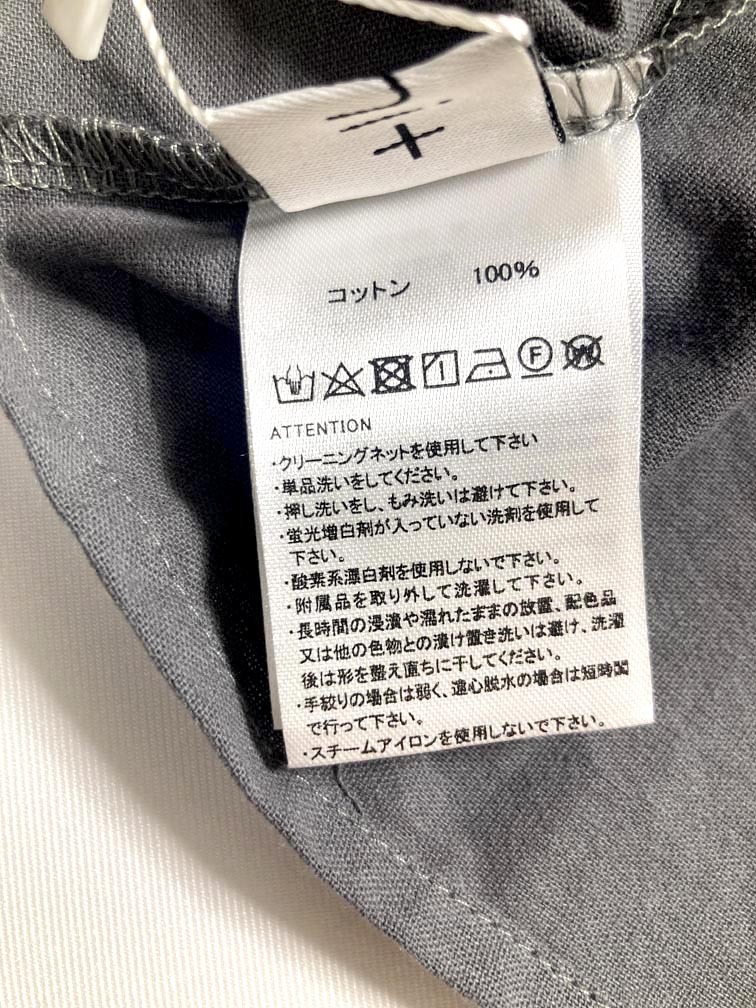 コットン 100%
F
W
ATTENTION
・クリーニングネットを使用して下さい
・単品洗いをしてください。
・押し洗いをし、もみ洗いは避けて下さい。
・蛍光増白剤が入っていない洗剤を使用して
下さい。
・酸素系漂白剤を使用しないで下さい。
・附属品を取り外して洗濯して下さい。
・長時間の浸漬や濡れたままの放置、配色品
又は他の色物との漬け置き洗いは避け、洗濯
後は形を整え直ちに干してください。
・手絞りの場合は弱く、遠心脱水の場合は短時間
で行って下さい。
・スチームアイロンを使用しないで下さい。